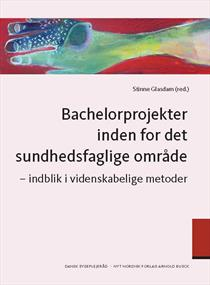 Stinne Glasdam (red.)
Bachelorprojekter
inden for det
sundhedsfaglige område
– indblik i videnskabelige metoder
DANSK SYGEPLEJERÅD · NYT NORDISK FORLAG ARNOLD BUSCK